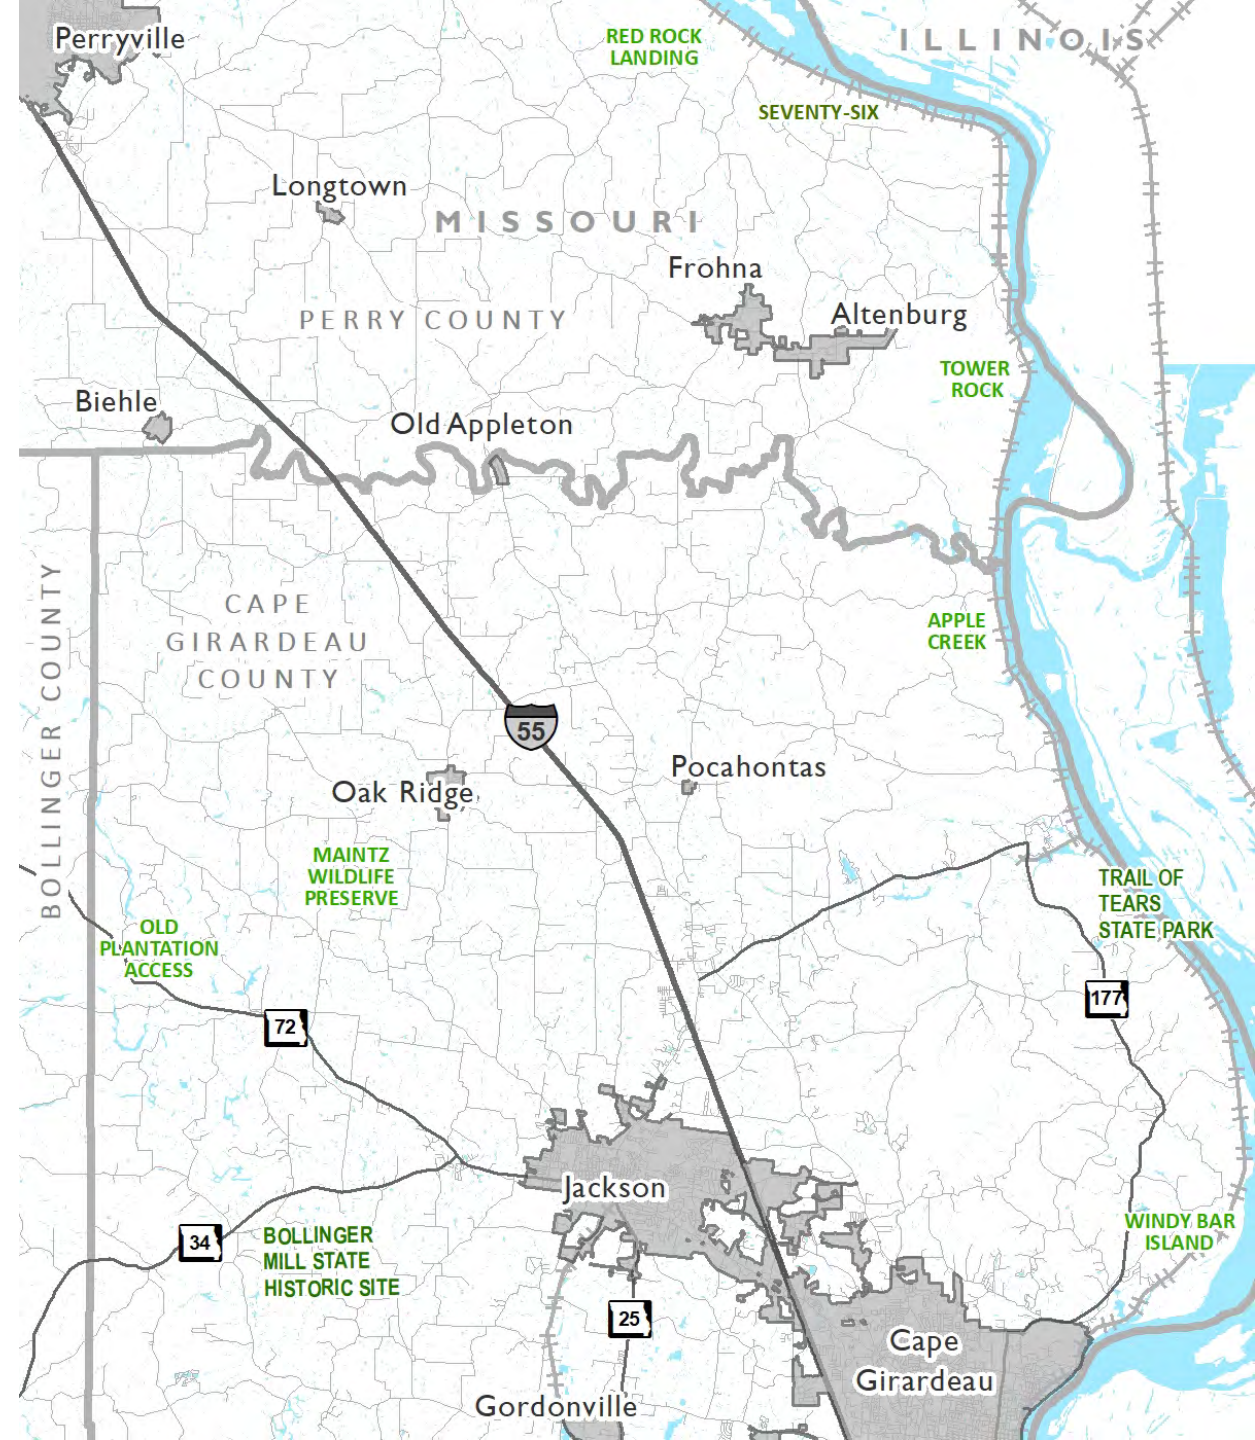 Perryville
RED ROCK
LANDING
ILLINOIS
SEVENTY-SIX
Longtown
MISSOURI
Frohna
PERRY COUNTY
Altenburg
TOWER
ROCK
Biehle
Old Appleton
BOLLINGER COUNTY
CAPE
GIRARDEAU
COUNTY
APPLE
CREEK
55
Pocahontas
Oak Ridge
MAINTZ
WILDLIFE
PRESERVE
TRAIL OF
TEARS
STATE PARK
OLD
PLANTATION
ACCESS
177
72
Jackson
WINDY BAR
ISLAND
34
BOLLINGER
MILL STATE
HISTORIC SITE
25
Cape
Girardeau
Gordonville